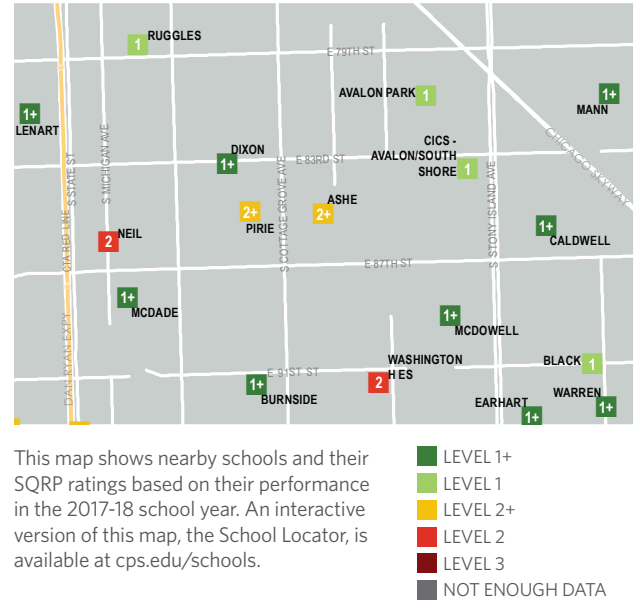 RUGGLES
1
E 79TH ST
AVALON PARK
1
1+
MANN
1+
LENART
S STATE ST
S MICHIGAN AVE
DIXON
1+
E 83RD ST
CICS -
AVALON/SOUTH
SHORE
1
CHICAGO SKYWAY
S COTTAGE GROVE AVE
ASHE
2+
2+
PIRIE
S STONY ISLAND AVE
1+
CALDWELL
NEIL
2
CTA RED LINE
E 87TH ST
1+
MCDADE
1+
MCDOWELL
DAN RYAN EXPY
E 91ST ST
WASHINGTON
H ES
2
BLACK
1
1+
BURNSIDE
EARHART
1+
WARREN
1+
This map shows nearby schools and their
SQRP ratings based on their performance
in the 2017-18 school year. An interactive
version of this map, the School Locator, is
available at cps.edu/schools.
LEVEL 1+
LEVEL 1
LEVEL 2+
LEVEL 2
LEVEL 3
NOT ENOUGH DATA